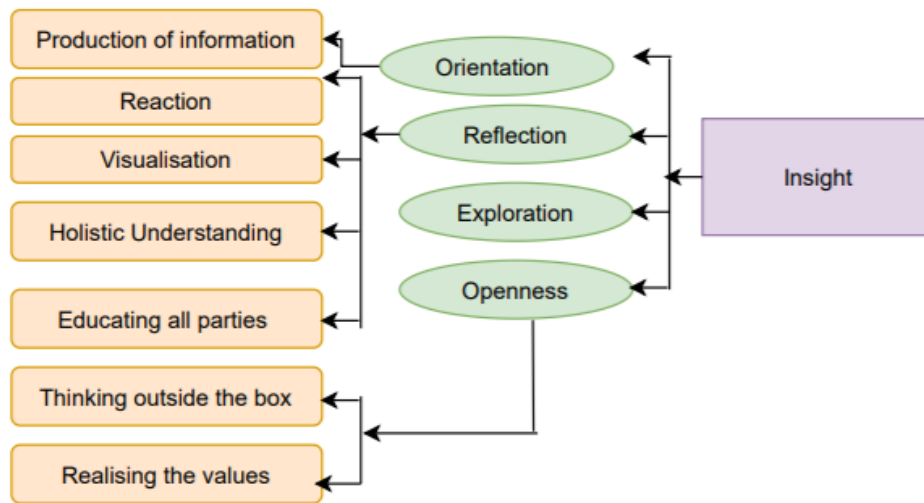 Production of information
Reaction
Visualisation
Holistic Understanding
Educating all parties
Thinking outside the box
Realising the values
Orientation
Reflection
Exploration
Openness
Insight